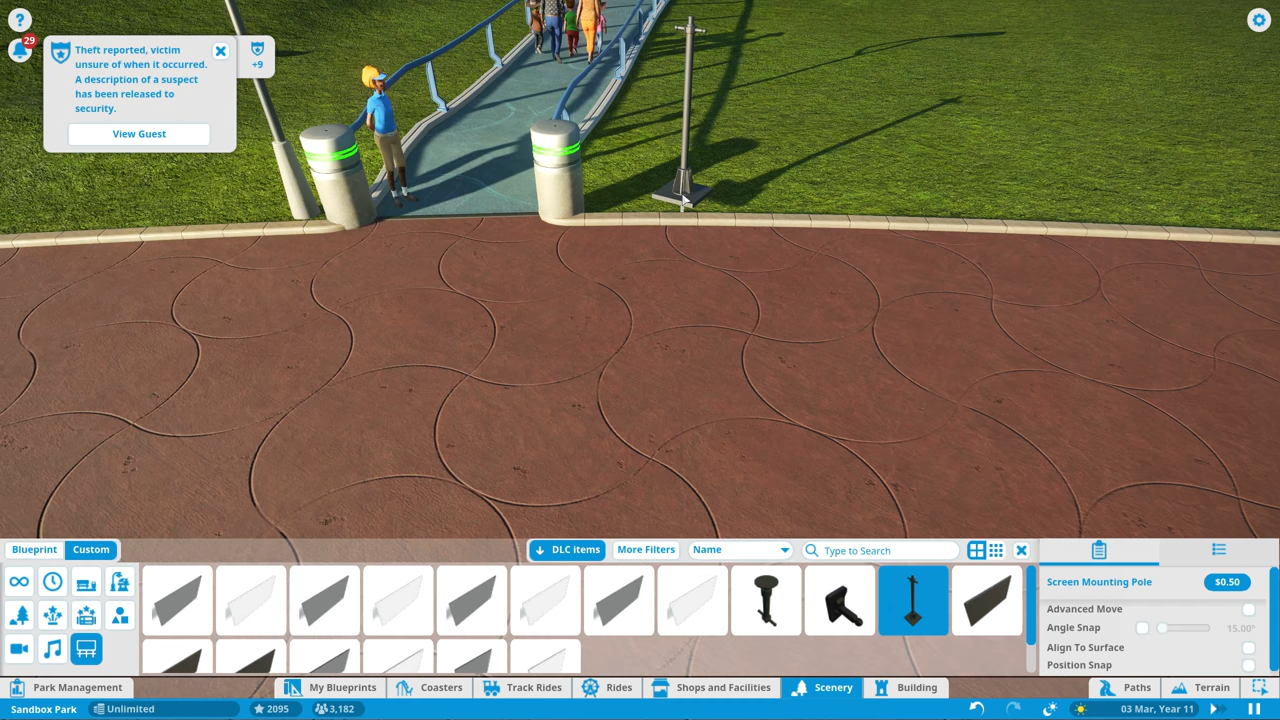 ?
29
Theft reported, victim
unsure of when it occurred.
A description of a suspect
has been released to
security.
View Guest
+9
Blueprint
Custom
DLC items
More Filters
Name
Type to Search
Screen Mounting Pole
$0.50
Advanced Move
Angle Snap
15.00°
Align To Surface
Position Snap
Park Management
My Blueprints
Coasters
Track Rides
Rides
Shops and Facilities
Scenery
Building
Paths
Terrain
Sandbox Park
Unlimited
2095
3,182
03 Mar, Year 11